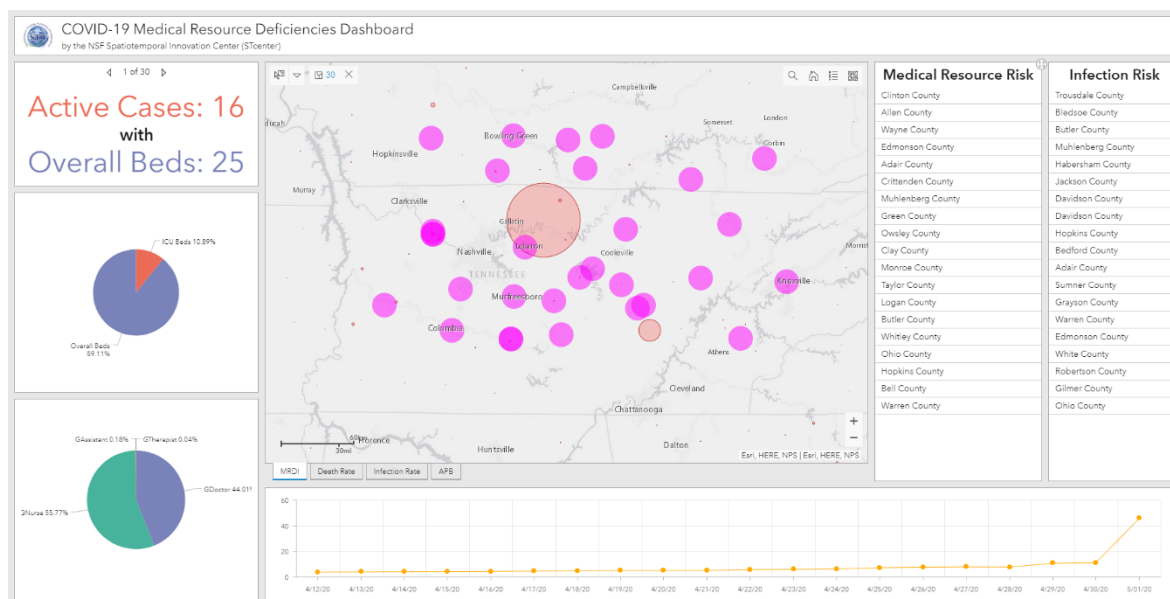 COVID-19 Medical Resource Deficiencies Dashboard
by the NSF Spatiotemporal Innovation Center (STcenter)
1 of 30
Active Cases: 16
with
Overall Beds: 25
ICU Beds 10.89%
Overall Beds
89.11%
GAssistant 0.18%
GTherapist 0.04%
GDoctor 44.01%
GNurse 55.77%
30
Campbellsville
Bowling Green
Somerset
London
Corbin
Hopkinsville
Murray
Clarksville
Gallatin
Nashville
Lebanon
Cookeville
TENNESSEE
Murfreesboro
Knoxville
Columbia
Athens
Cleveland
Chattanooga
Florence
Huntsville
Dalton
60km
30mi
+
−
Esri, HERE, NPS | Esri, HERE, NPS
MRDI
Death Rate
Infection Rate
APB
Medical Resource Risk
Clinton County
Allen County
Wayne County
Edmonson County
Adair County
Crittenden County
Muhlenberg County
Green County
Owsley County
Clay County
Monroe County
Taylor County
Logan County
Butler County
Whitley County
Ohio County
Hopkins County
Bell County
Warren County
Infection Risk
Trousdale County
Bledsoe County
Butler County
Muhlenberg County
Habersham County
Jackson County
Davidson County
Davidson County
Hopkins County
Bedford County
Adair County
Sumner County
Grayson County
Warren County
Edmonson County
White County
Robertson County
Gilmer County
Ohio County
60
40
20
0
4/12/20 4/13/20 4/14/20 4/15/20 4/16/20 4/17/20 4/18/20 4/19/20 4/20/20 4/21/20 4/22/20 4/23/20 4/24/20 4/25/20 4/26/20 4/27/20 4/28/20 4/29/20 4/30/20 5/01/20